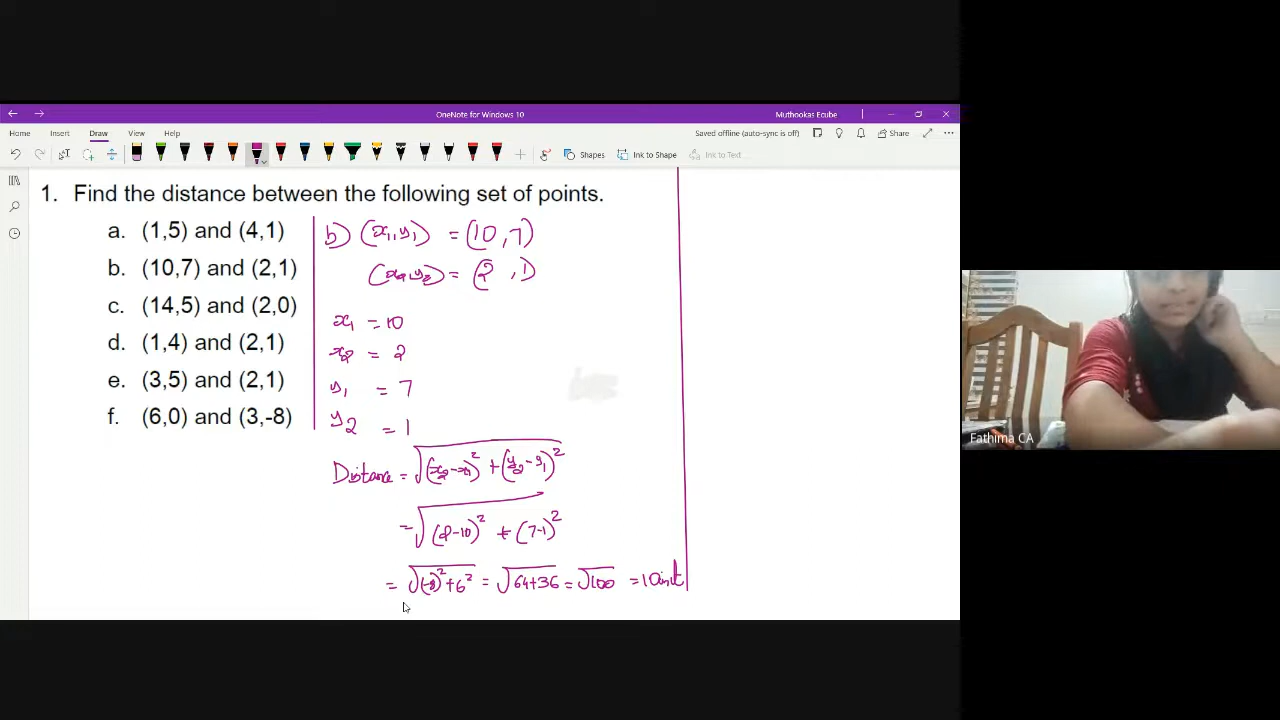 OneNote for Windows 10
Muthookas Ecube
Home Insert Draw View Help
Saved offline (auto-sync is off)
Share
Shapes
Ink to Shape
Ink to Text
1. Find the distance between the following set of points.
a. (1,5) and (4,1)
b. (10,7) and (2,1)
c. (14,5) and (2,0)
d. (1,4) and (2,1)
e. (3,5) and (2,1)
f. (6,0) and (3,-8)
b) (x₁,y₁) = (10,7)
(x₂,y₂) = (2,1)
x₁ = 10
x₂ = 2
y₁ = 7
y₂ = 1
Distance = √(x₂-x₁)² + (y₂-y₁)²
= √(2-10)² + (7-1)²
= √(-8)²+6² = √64+36 = √100 = 10unit
Fathima CA